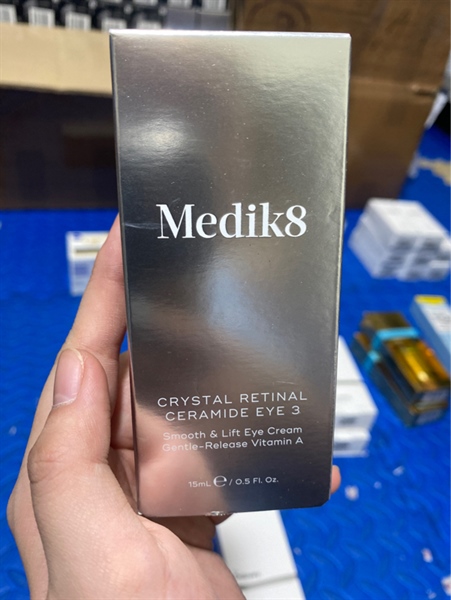 Medik8
CRYSTAL RETINAL
CERAMIDE EYE 3
Smooth & Lift Eye Cream
Gentle-Release Vitamin A
15mL ℮ / 0.5 Fl. Oz.